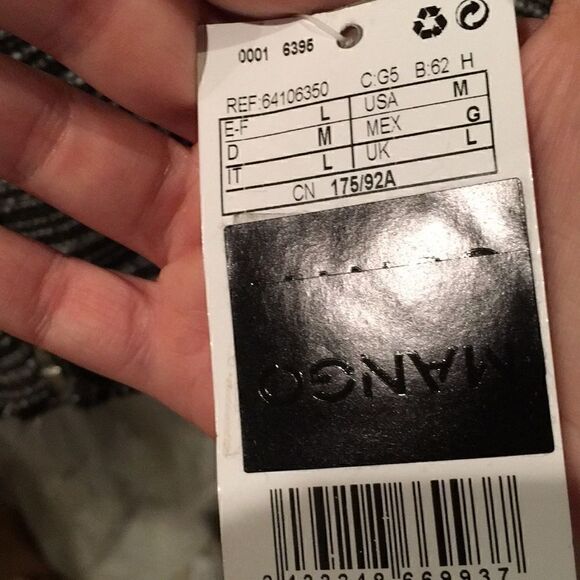 0001 6395
REF:64106350 C:G5 B:62 H
E-F L USA M
D M MEX G
IT L UK L
CN 175/92A
MANGO